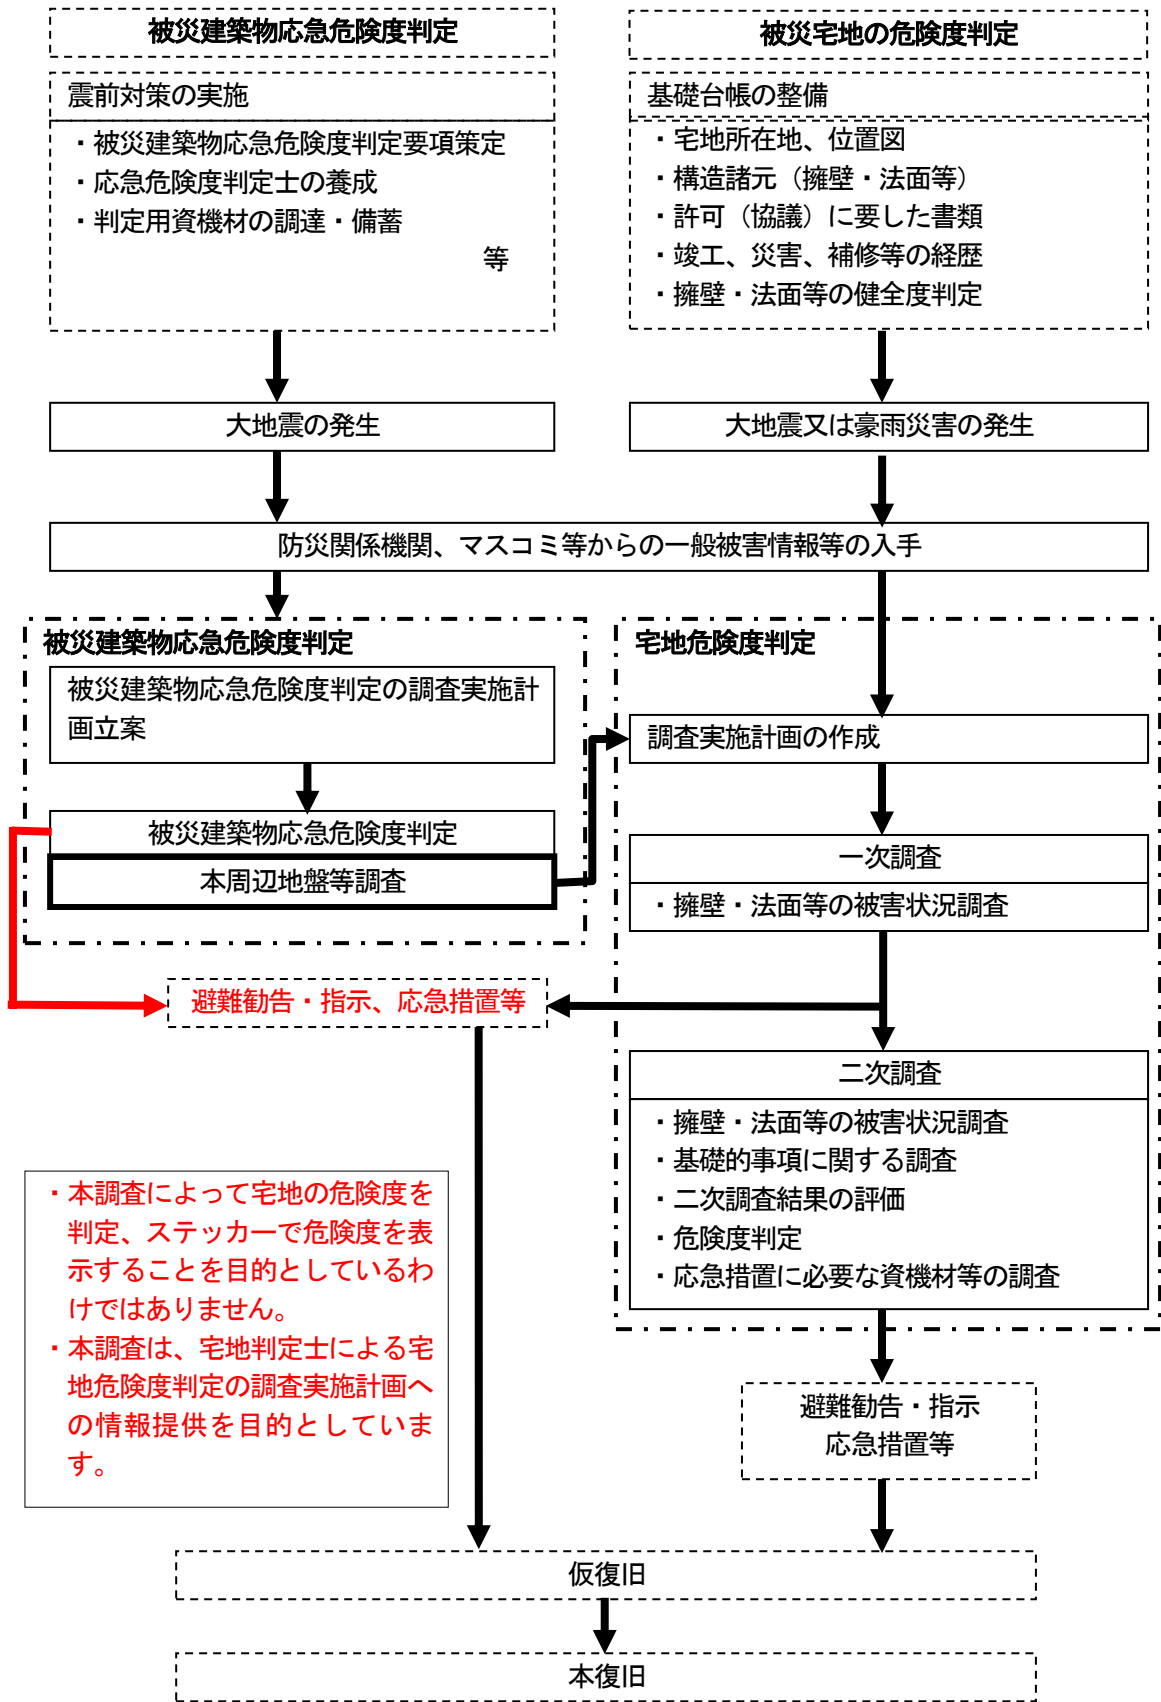 被災建築物応急危険度判定
被災宅地の危険度判定
震前対策の実施
・被災建築物応急危険度判定要項策定
・応急危険度判定士の養成
・判定用資機材の調達・備蓄
等
基礎台帳の整備
・宅地所在地、位置図
・構造諸元（擁壁・法面等）
・許可（協議）に要した書類
・竣工、災害、補修等の経歴
・擁壁・法面等の健全度判定
大地震の発生
大地震又は豪雨災害の発生
防災関係機関、マスコミ等からの一般被害情報等の入手
被災建築物応急危険度判定
被災建築物応急危険度判定の調査実施計
画立案
被災建築物応急危険度判定
本周辺地盤等調査
宅地危険度判定
調査実施計画の作成
一次調査
・擁壁・法面等の被害状況調査
避難勧告・指示、応急措置等
二次調査
・擁壁・法面等の被害状況調査
・基礎的事項に関する調査
・二次調査結果の評価
・危険度判定
・応急措置に必要な資機材等の調査
・本調査によって宅地の危険度を
判定、ステッカーで危険度を表
示することを目的としているわ
けではありません。
・本調査は、宅地判定士による宅
地危険度判定の調査実施計画へ
の情報提供を目的としていま
す。
避難勧告・指示
応急措置等
仮復旧
本復旧